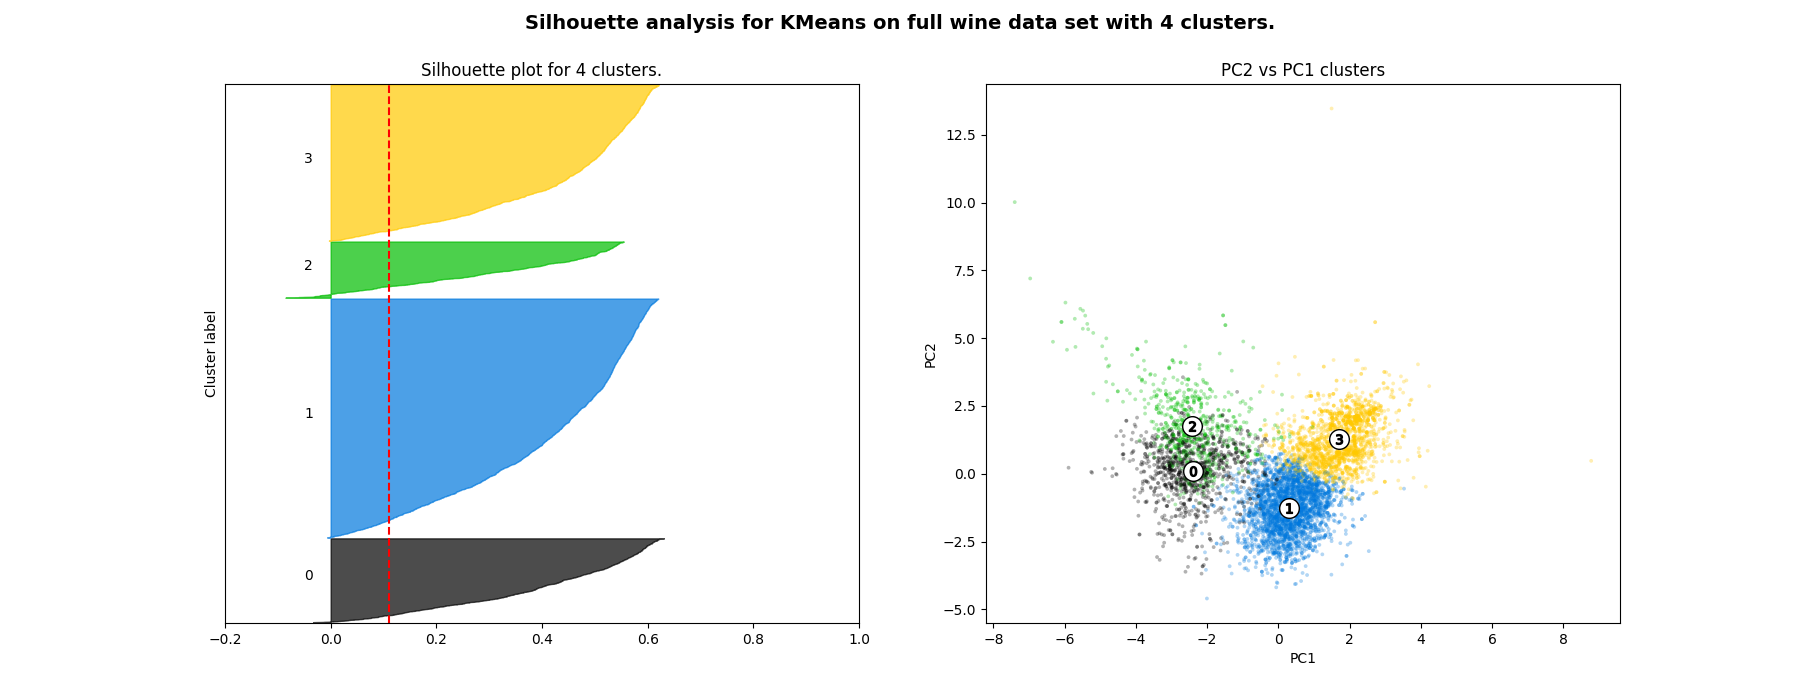 Silhouette analysis for KMeans on full wine data set with 4 clusters.
Silhouette plot for 4 clusters.
3
2
1
0
Cluster label
−0.2 0.0 0.2 0.4 0.6 0.8 1.0
PC2 vs PC1 clusters
12.5
10.0
7.5
5.0
2.5
0.0
−2.5
−5.0
PC2
2
3
0
1
−8 −6 −4 −2 0 2 4 6 8
PC1